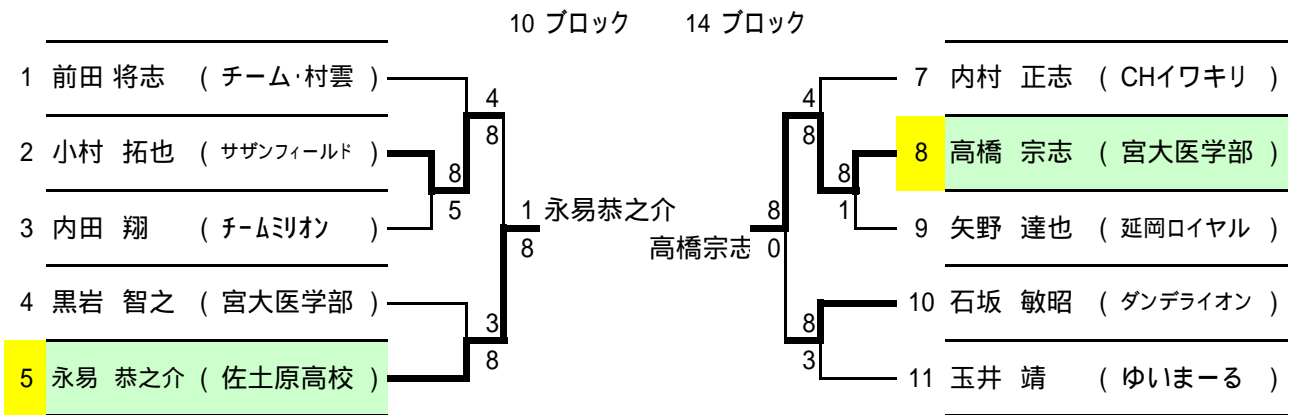 10 ブロック 14 ブロック
1 前田 将志 ( チーム・村雲 )
4
8
2 小村 拓也 ( サザンフィールド )
8
5
3 内田 翔 ( チームミリオン )
1 永易恭之介
8
4 黒岩 智之 ( 宮大医学部 )
3
8
5 永易 恭之介 ( 佐土原高校 )
7 内村 正志 ( CHイワキリ )
4
8
8 高橋 宗志 ( 宮大医学部 )
8
1
9 矢野 達也 ( 延岡ロイヤル )
8
高橋宗志 0
10 石坂 敏昭 ( ダンデライオン )
8
3
11 玉井 靖 ( ゆいまーる )